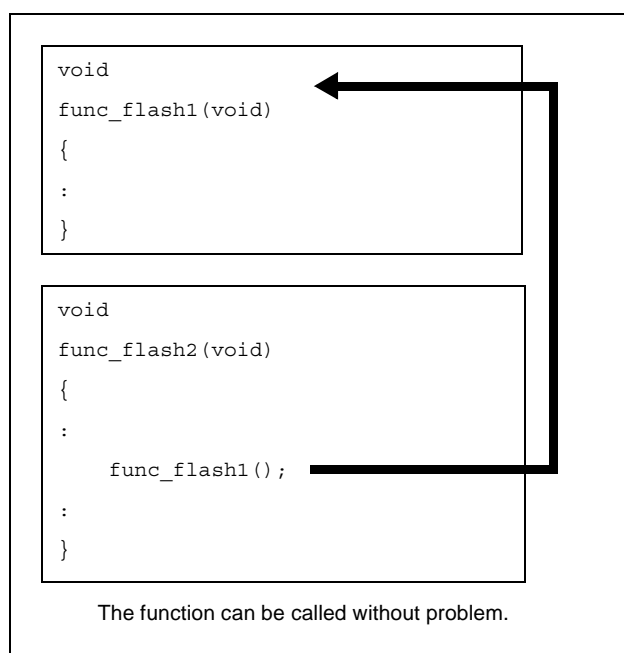 void
func_flash1(void)
{
:
}
void
func_flash2(void)
{
:
func_flash1();
:
}
The function can be called without problem.